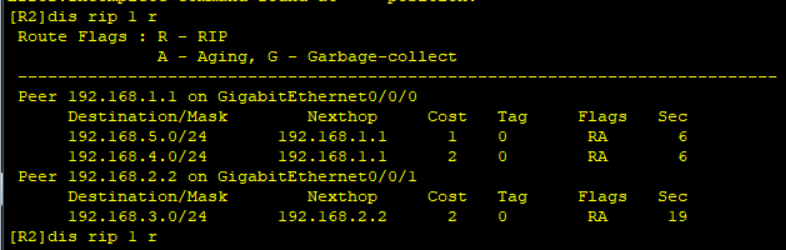 [R2]dis rip 1 r
Route Flags : R - RIP
A - Aging, G - Garbage-collect
----------------------------------------------------------------------------
Peer 192.168.1.1 on GigabitEthernet0/0/0
Destination/Mask Nexthop Cost Tag Flags Sec
192.168.5.0/24 192.168.1.1 1 0 RA 6
192.168.4.0/24 192.168.1.1 2 0 RA 6
Peer 192.168.2.2 on GigabitEthernet0/0/1
Destination/Mask Nexthop Cost Tag Flags Sec
192.168.3.0/24 192.168.2.2 2 0 RA 19
[R2]dis rip 1 r